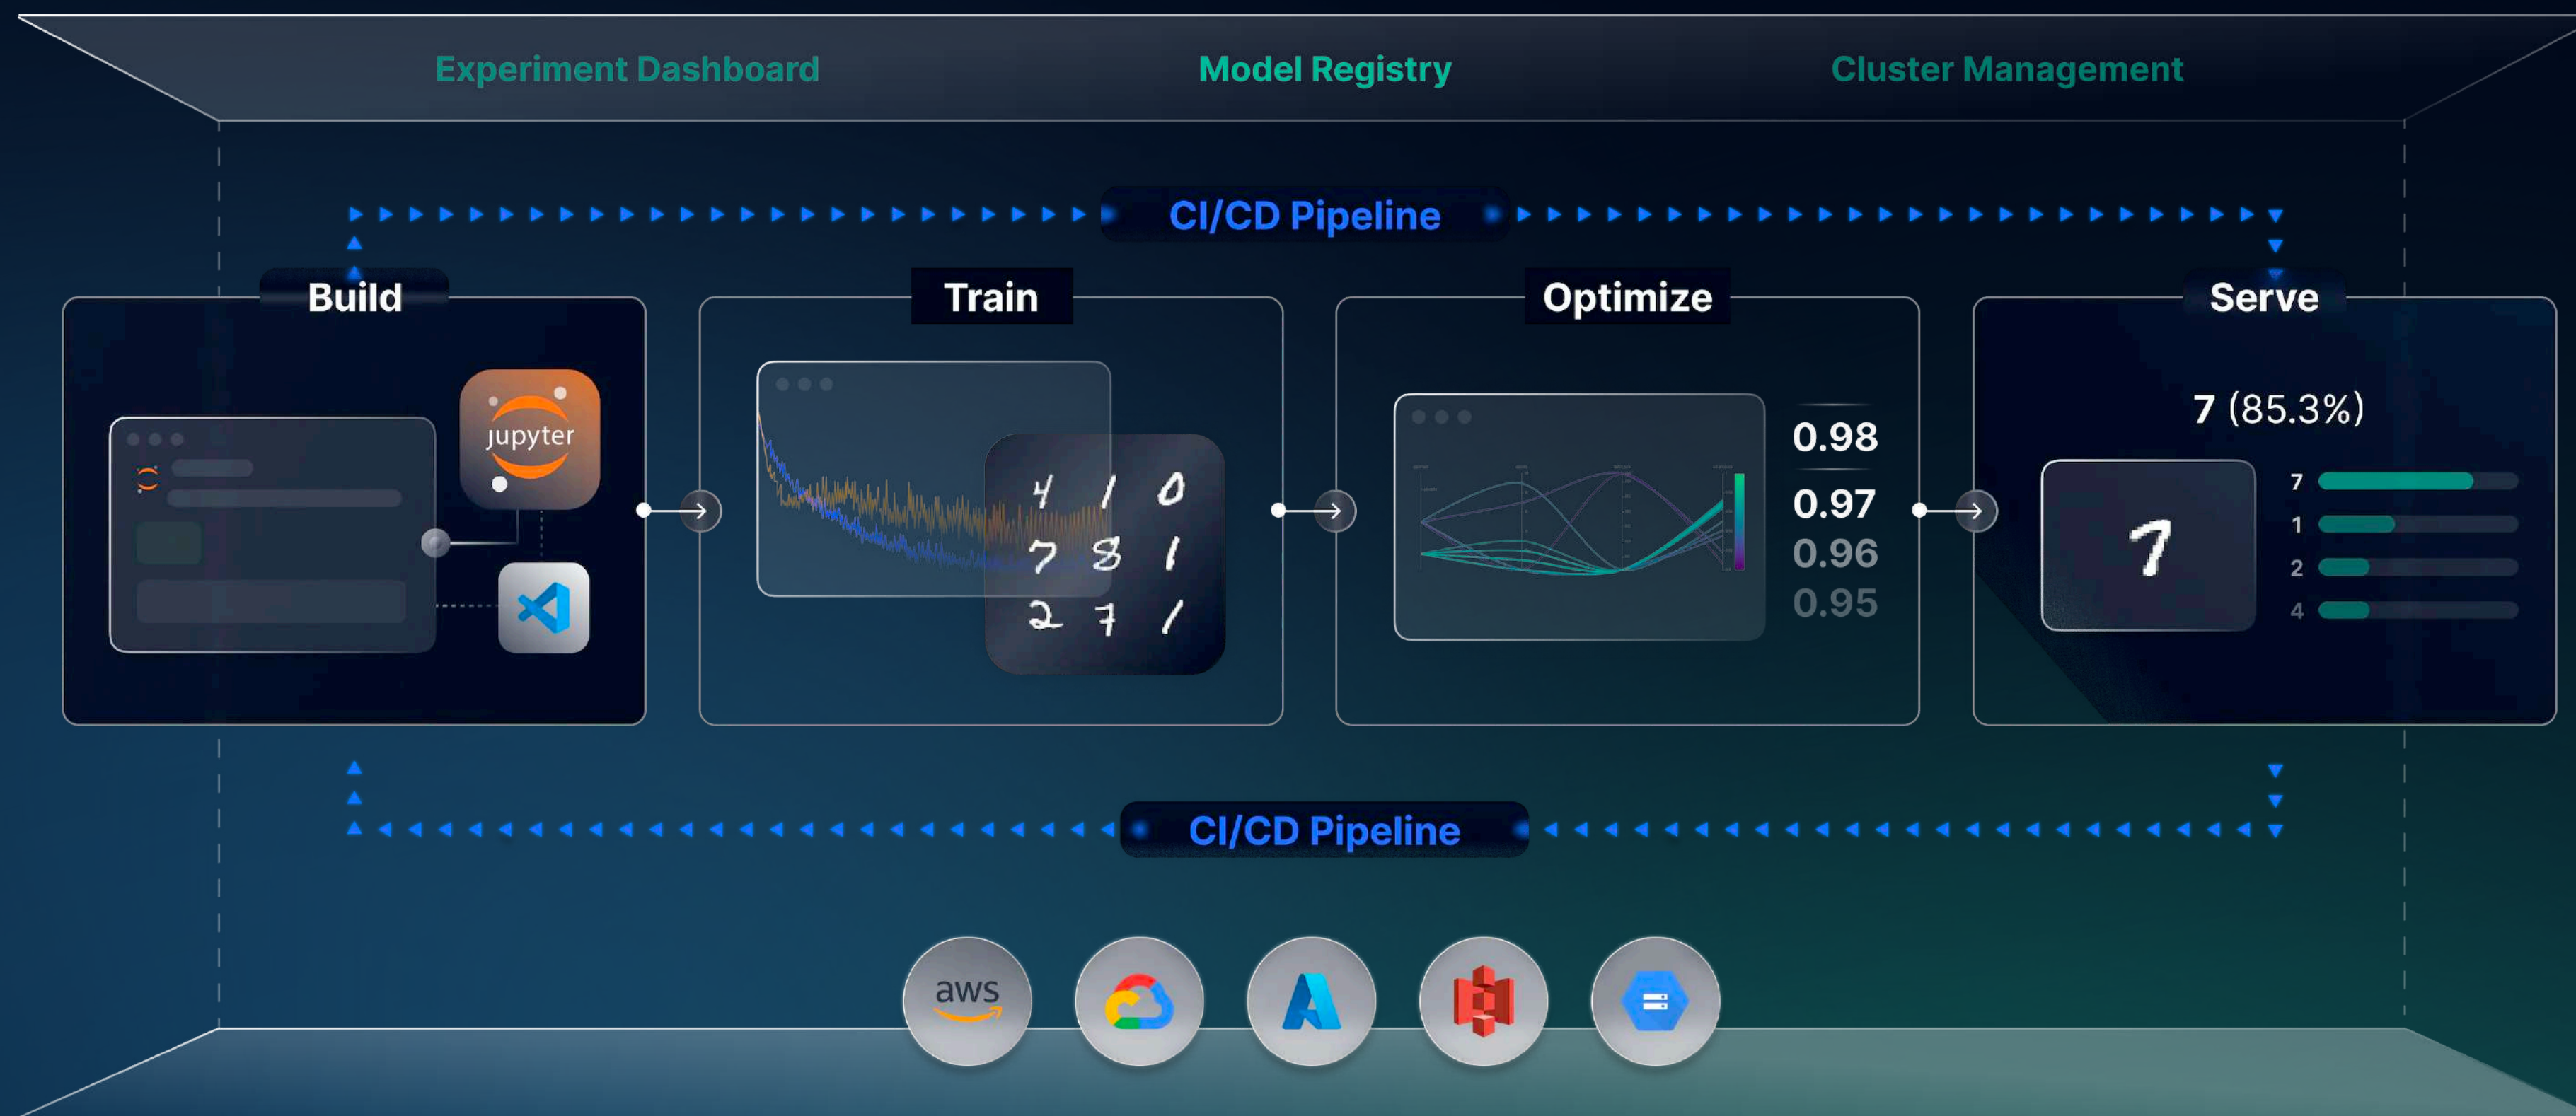 Experiment Dashboard
Model Registry
Cluster Management
CI/CD Pipeline
Build
Train
Optimize
Serve
jupyter
4 1 0
7 8 1
2 7 1
0.98
0.97
0.96
0.95
7 (85.3%)
7
7
1
2
4
CI/CD Pipeline
aws